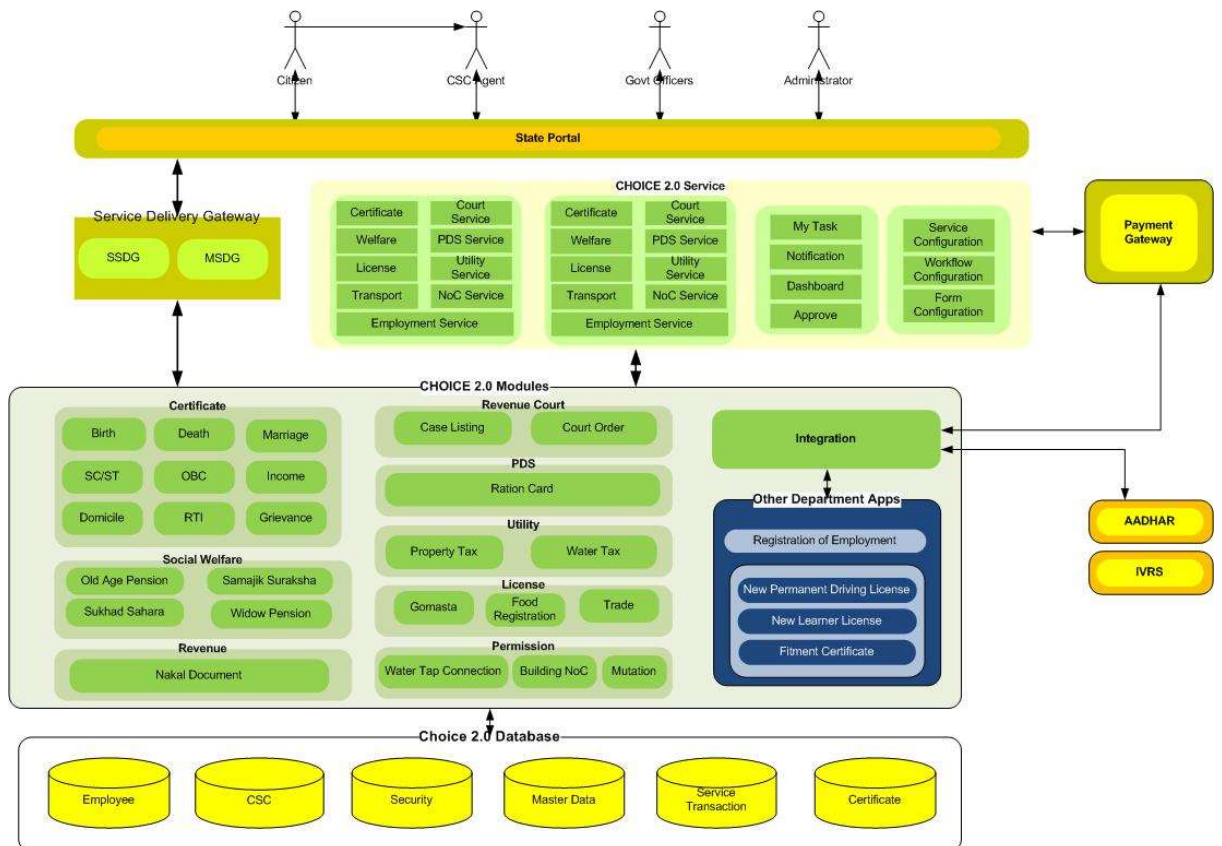 Citizen
CSC Agent
Govt Officers
Administrator
State Portal
Service Delivery Gateway
SSDG
MSDG
CHOICE 2.0 Service
Certificate
Court
Service
Welfare
PDS Service
License
Utility
Service
Transport
NoC Service
Employment Service
Certificate
Court
Service
Welfare
PDS Service
License
Utility
Service
Transport
NoC Service
Employment Service
My Task
Notification
Dashboard
Approve
Service
Configuration
Workflow
Configuration
Form
Configuration
Payment
Gateway
CHOICE 2.0 Modules
Certificate
Birth
Death
Marriage
SC/ST
OBC
Income
Domicile
RTI
Grievance
Social Welfare
Old Age Pension
Samajik Suraksha
Sukhad Sahara
Widow Pension
Revenue
Nakal Document
Revenue Court
Case Listing
Court Order
PDS
Ration Card
Utility
Property Tax
Water Tax
License
Gomasta
Food
Registration
Trade
Permission
Water Tap Connection
Building NoC
Mutation
Integration
Other Department Apps
Registration of Employment
New Permanent Driving License
New Learner License
Fitment Certificate
AADHAR
IVRS
Choice 2.0 Database
Employee
CSC
Security
Master Data
Service
Transaction
Certificate